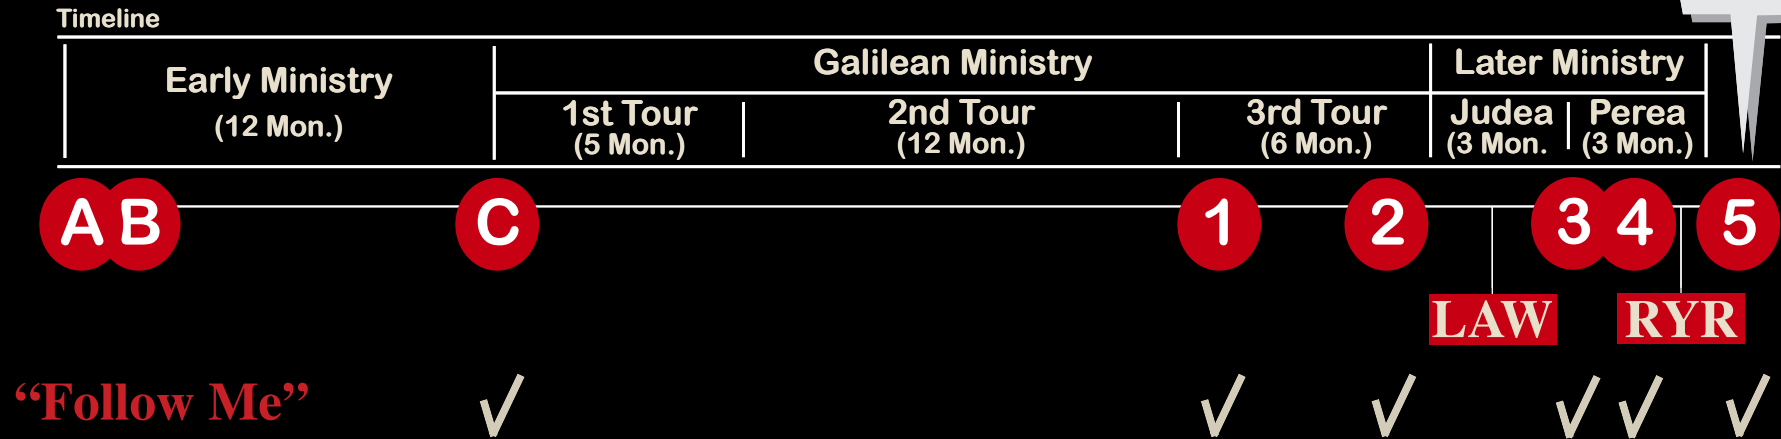 Timeline
Early Ministry
(12 Mon.)
Galilean Ministry
Later Ministry
1st Tour
(5 Mon.)
2nd Tour
(12 Mon.)
3rd Tour
(6 Mon.)
Judea
(3 Mon.
Perea
(3 Mon.)
A B C 1 2 3 4 5
LAW RYR
“Follow Me”